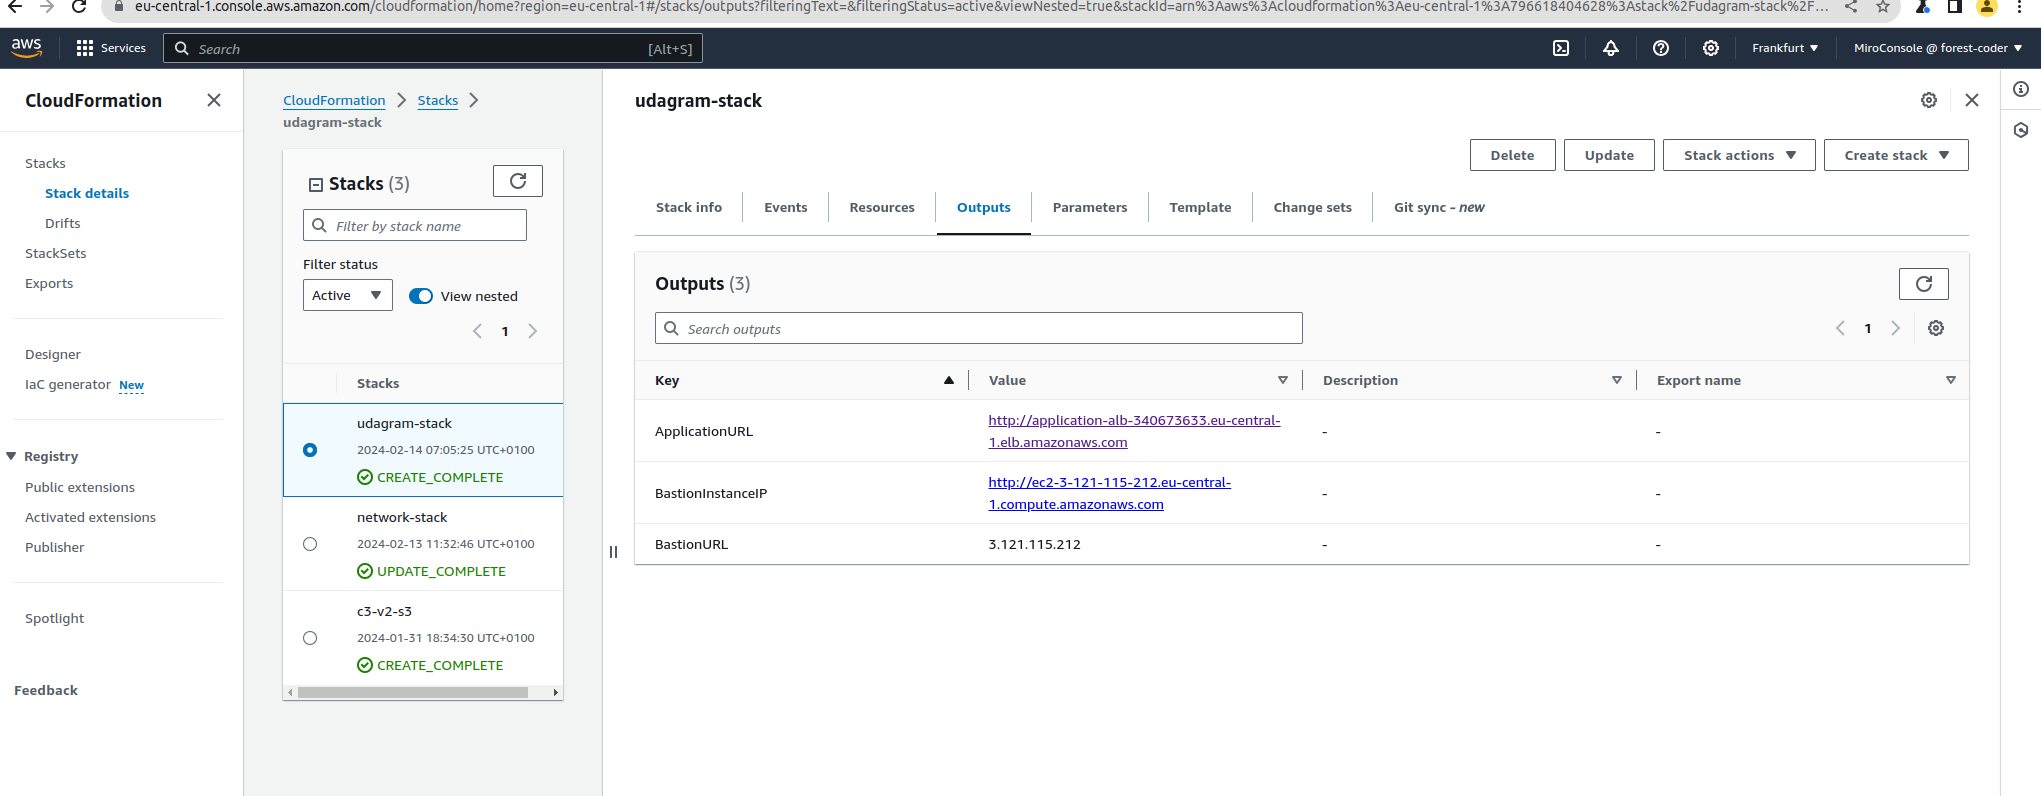 eu-central-1.console.aws.amazon.com/cloudformation/home?region=eu-central-1#/stacks/outputs?filteringText=&filteringStatus=active&viewNested=true&stackId=arn%3Aaws%3Acloudformation%3Aeu-central-1%3A796618404628%3Astack%2Fudagram-stack%2F...
aws
Services
Search
[Alt+S]
Frankfurt
MiroConsole @ forest-coder
CloudFormation
Stacks
Stack details
Drifts
StackSets
Exports
Designer
IaC generator New
Registry
Public extensions
Activated extensions
Publisher
Spotlight
Feedback
CloudFormation
Stacks
udagram-stack
Stacks (3)
Filter by stack name
Filter status
Active
View nested
1
Stacks
udagram-stack
2024-02-14 07:05:25 UTC+0100
CREATE_COMPLETE
network-stack
2024-02-13 11:32:46 UTC+0100
UPDATE_COMPLETE
c3-v2-s3
2024-01-31 18:34:30 UTC+0100
CREATE_COMPLETE
udagram-stack
Delete
Update
Stack actions
Create stack
Stack info
Events
Resources
Outputs
Parameters
Template
Change sets
Git sync - new
Outputs (3)
Search outputs
1
Key
Value
Description
Export name
ApplicationURL
http://application-alb-340673633.eu-central-
1.elb.amazonaws.com
-
-
BastionInstanceIP
http://ec2-3-121-115-212.eu-central-
1.compute.amazonaws.com
-
-
BastionURL
3.121.115.212
-
-